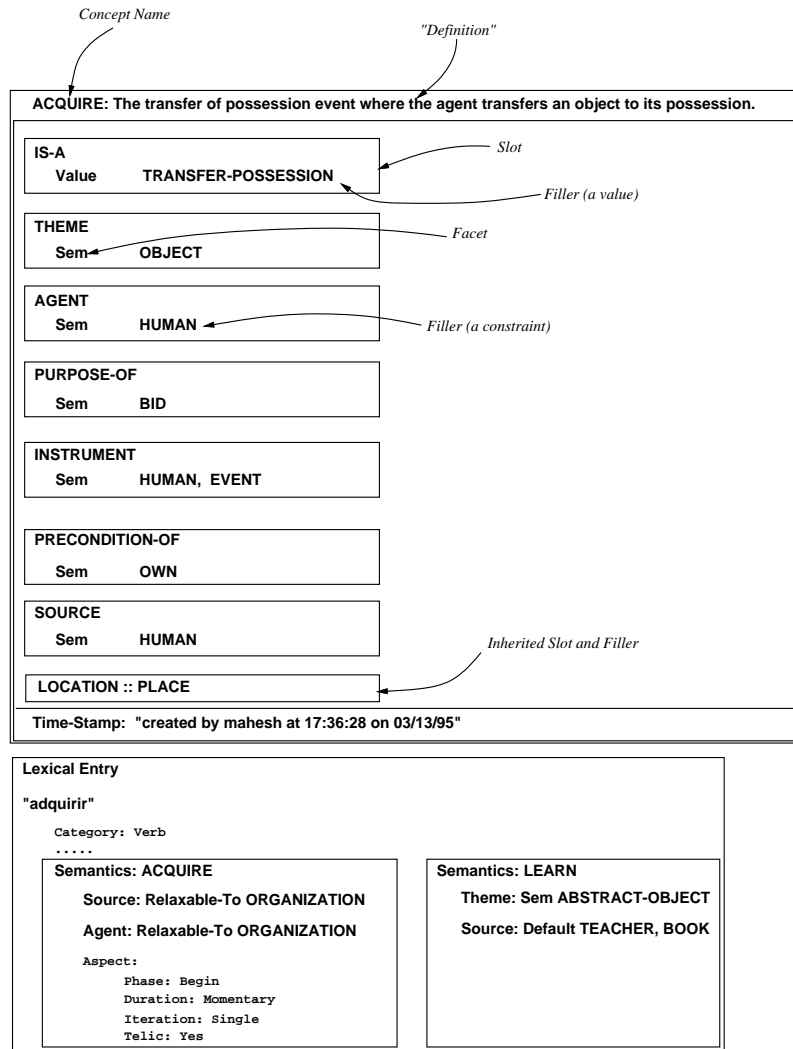 Concept Name
"Definition"
ACQUIRE: The transfer of possession event where the agent transfers an object to its possession.
IS-A
Slot
Value TRANSFER-POSSESSION
Filler (a value)
THEME
Facet
Sem OBJECT
AGENT
Sem HUMAN
Filler (a constraint)
PURPOSE-OF
Sem BID
INSTRUMENT
Sem HUMAN, EVENT
PRECONDITION-OF
Sem OWN
SOURCE
Sem HUMAN
Inherited Slot and Filler
LOCATION :: PLACE
Time-Stamp: "created by mahesh at 17:36:28 on 03/13/95"
Lexical Entry
"adquirir"
Category: Verb
.....
Semantics: ACQUIRE
Source: Relaxable-To ORGANIZATION
Agent: Relaxable-To ORGANIZATION
Aspect:
Phase: Begin
Duration: Momentary
Iteration: Single
Telic: Yes
Semantics: LEARN
Theme: Sem ABSTRACT-OBJECT
Source: Default TEACHER, BOOK